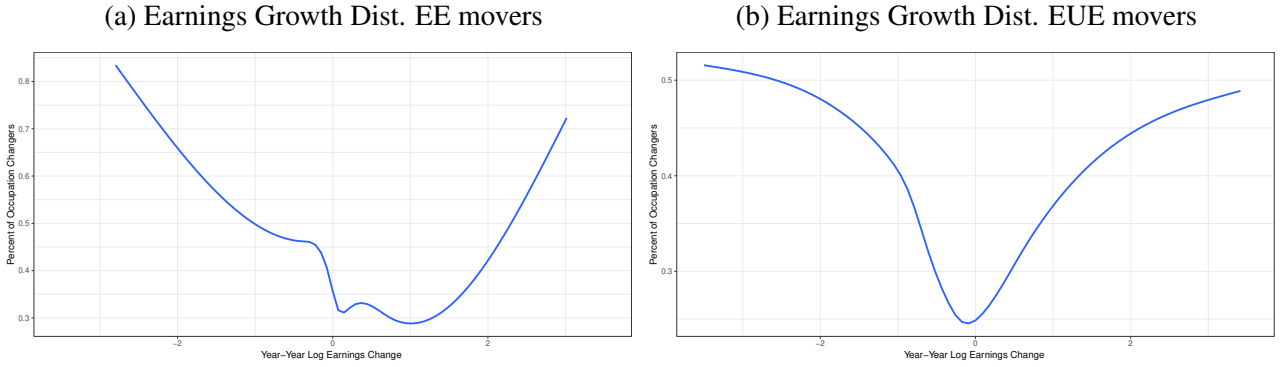 (a) Earnings Growth Dist. EE movers
0.8
0.7
0.6
0.5
0.4
0.3
Percent of Occupation Changers
−2
0
2
Year−Year Log Earnings Change
(b) Earnings Growth Dist. EUE movers
0.5
0.4
0.3
Percent of Occupation Changers
−2
0
2
Year−Year Log Earnings Change